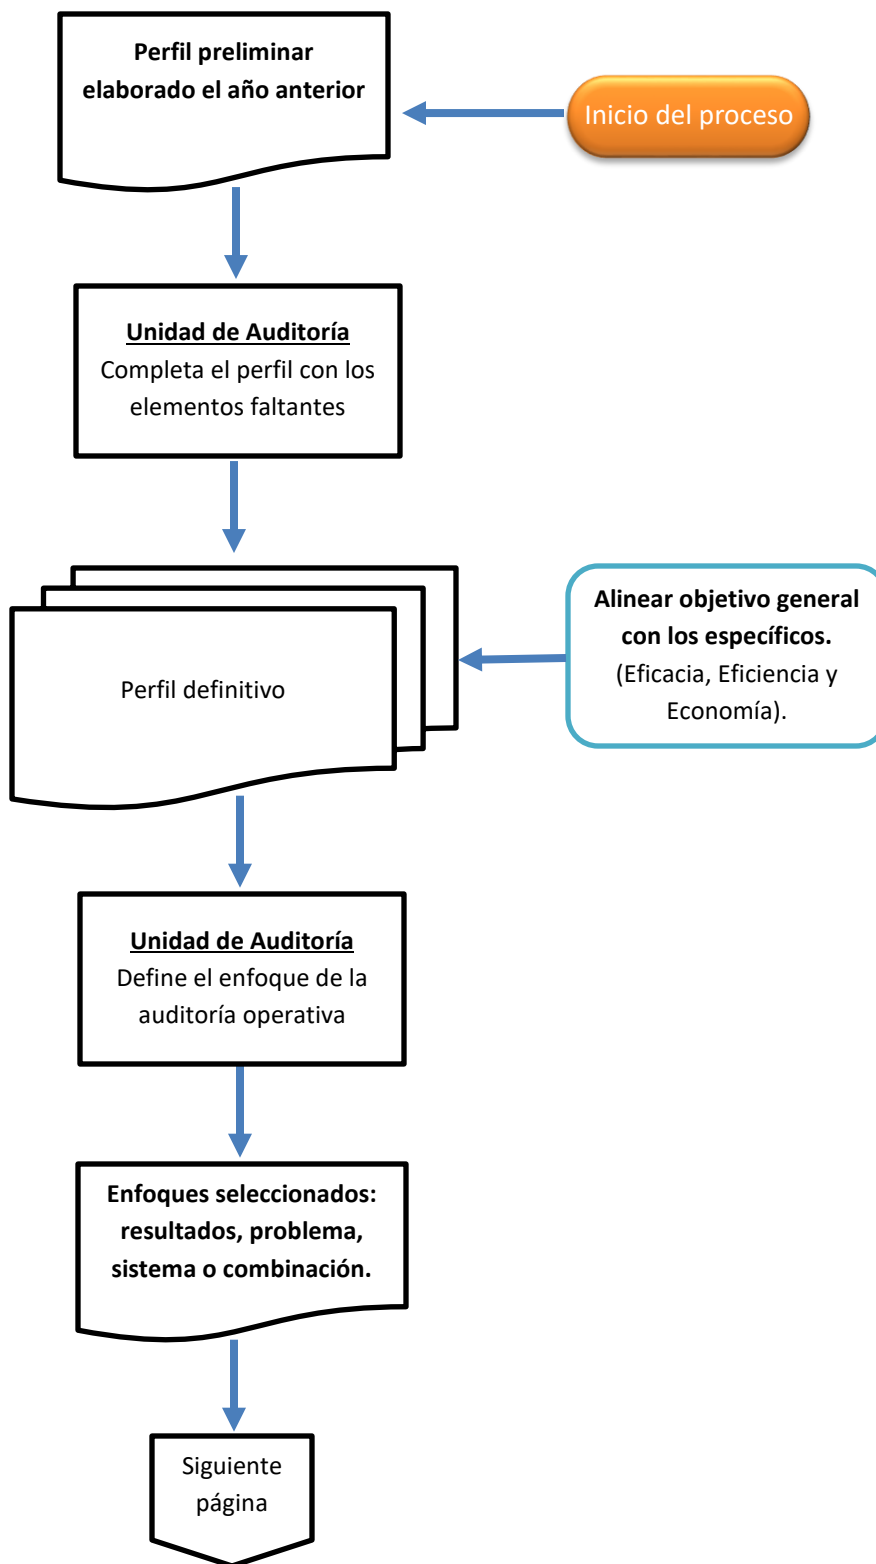 Perfil preliminar
elaborado el año anterior
Inicio del proceso
Unidad de Auditoría
Completa el perfil con los
elementos faltantes
Perfil definitivo
Alinear objetivo general
con los específicos.
(Eficacia, Eficiencia y
Economía).
Unidad de Auditoría
Define el enfoque de la
auditoría operativa
Enfoques seleccionados:
resultados, problema,
sistema o combinación.
Siguiente
página